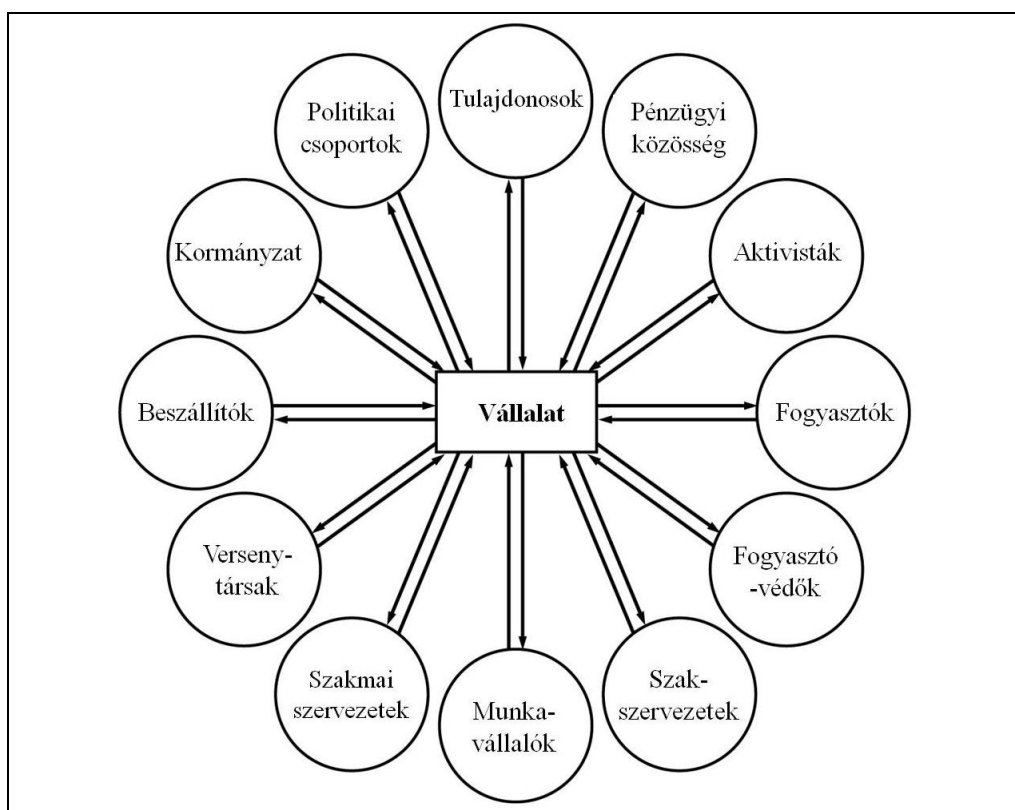 Tulajdonosok
Politikai
csoportok
Pénzügyi
közösség
Kormányzat
Aktivisták
Beszállítók
Vállalat
Fogyasztók
Verseny-
társak
Fogyasztó
-védők
Szakmai
szervezetek
Munka-
vállalók
Szak-
szervezetek